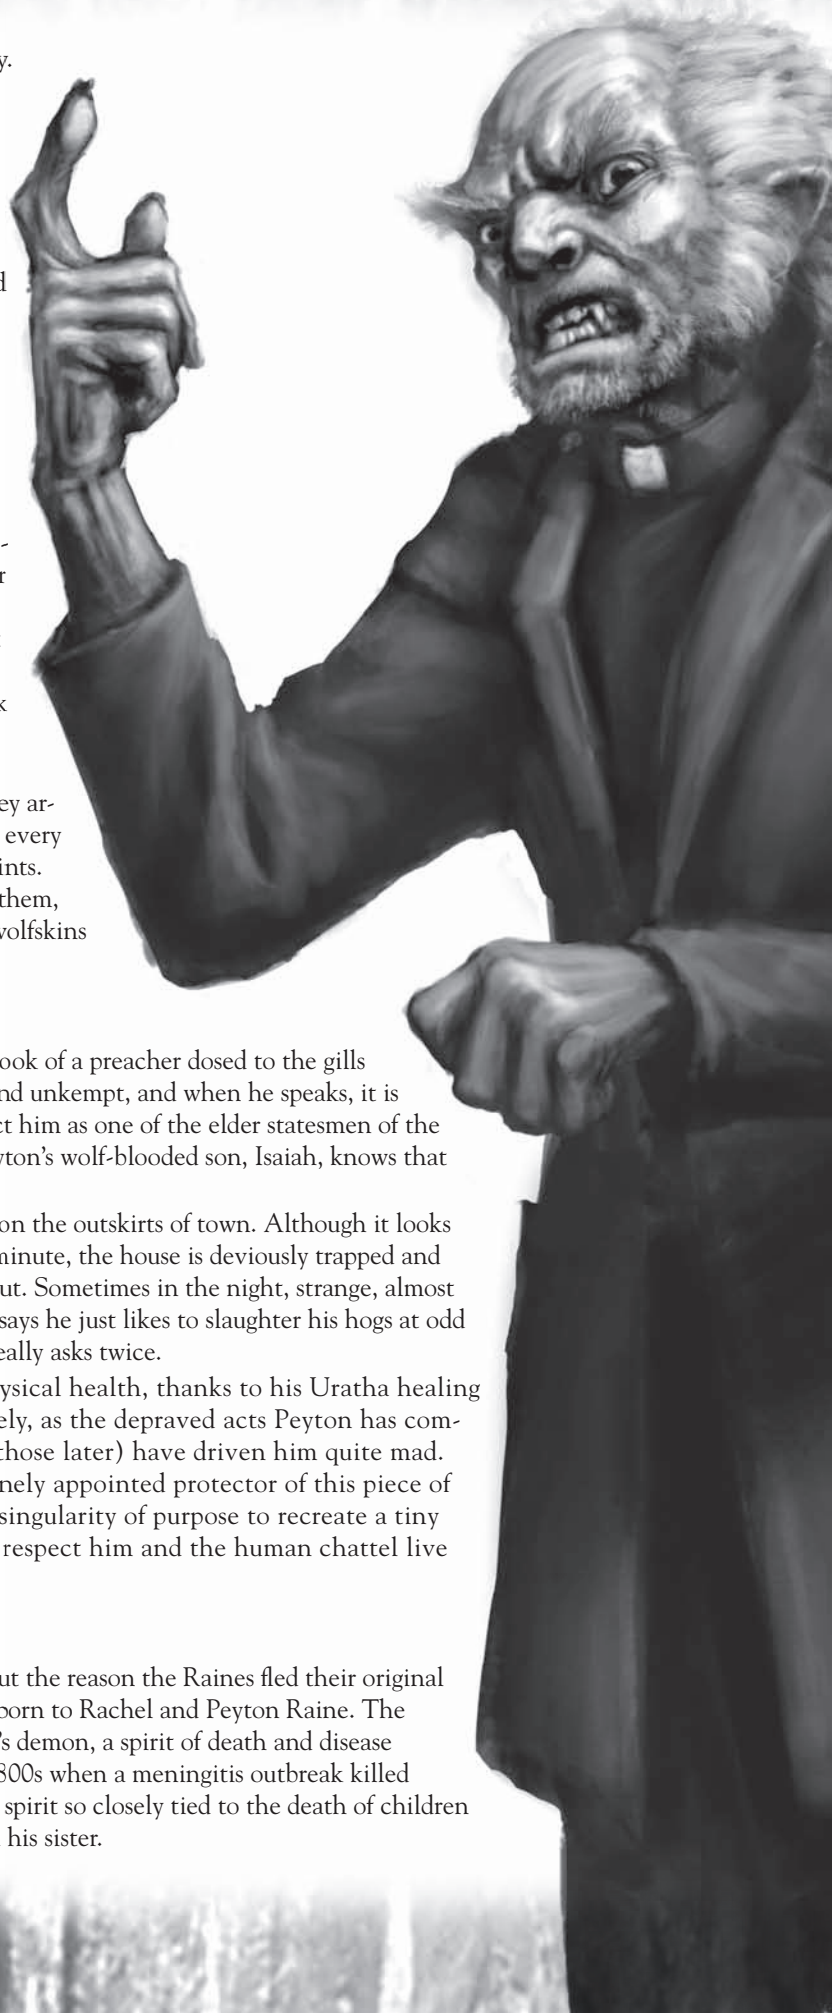 y.
d
-
r
k
ey ar-
every
ints.
them,
wolfskins
ook of a preacher dosed to the gills
nd unkempt, and when he speaks, it is
ct him as one of the elder statesmen of the
yton’s wolf-blooded son, Isaiah, knows that
on the outskirts of town. Although it looks
minute, the house is deviously trapped and
ut. Sometimes in the night, strange, almost
says he just likes to slaughter his hogs at odd
eally asks twice.
ysical health, thanks to his Uratha healing
ely, as the depraved acts Peyton has com-
those later) have driven him quite mad.
nely appointed protector of this piece of
singularity of purpose to recreate a tiny
respect him and the human chattel live
ut the reason the Raines fled their original
born to Rachel and Peyton Raine. The
’s demon, a spirit of death and disease
800s when a meningitis outbreak killed
spirit so closely tied to the death of children
his sister.